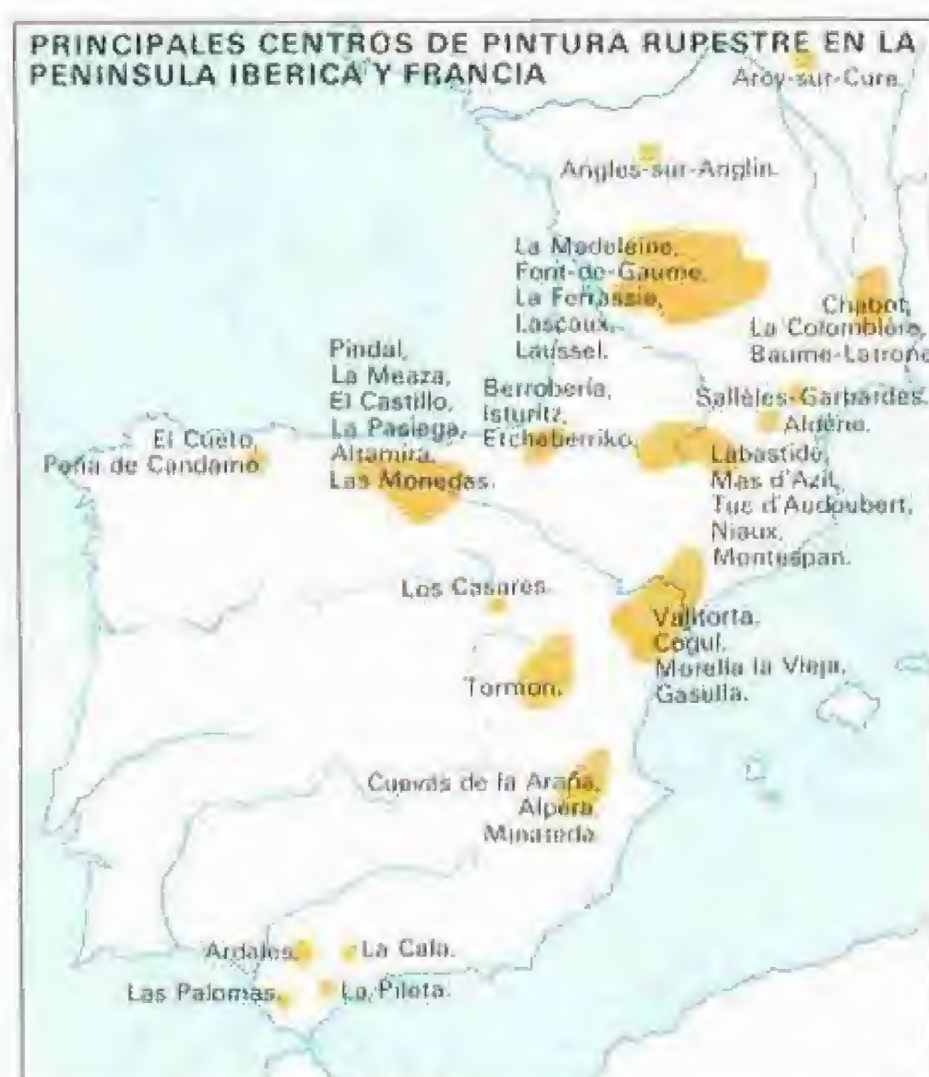 PRINCIPALES CENTROS DE PINTURA RUPESTRE EN LA
PENINSULA IBERICA Y FRANCIA
Arcy-sur-Cure.
Angles-sur-Anglin.
La Madeleine,
Font-de-Gaume,
La Ferrassie,
Lascaux,
Laussel.
Chabot,
La Colombière,
Baume-Latrone
Pindal,
La Meaza,
El Castillo,
La Pasiega,
Altamira,
Las Monedas.
Berroberia,
Isturitz,
Etchaberriko.
Sallèles-Garbardes.
Aldène.
El Cueto,
Peña de Candamo.
Labastide,
Mas d'Azil,
Tuc d'Audoubert,
Niaux,
Montespan.
Los Casares.
Valltorta,
Cogul,
Morella la Vieja,
Gasulla.
Tormon.
Cuevas de la Araña,
Alpera,
Minateda.
Ardales.
La Cala.
Las Palomas.
La Pileta.